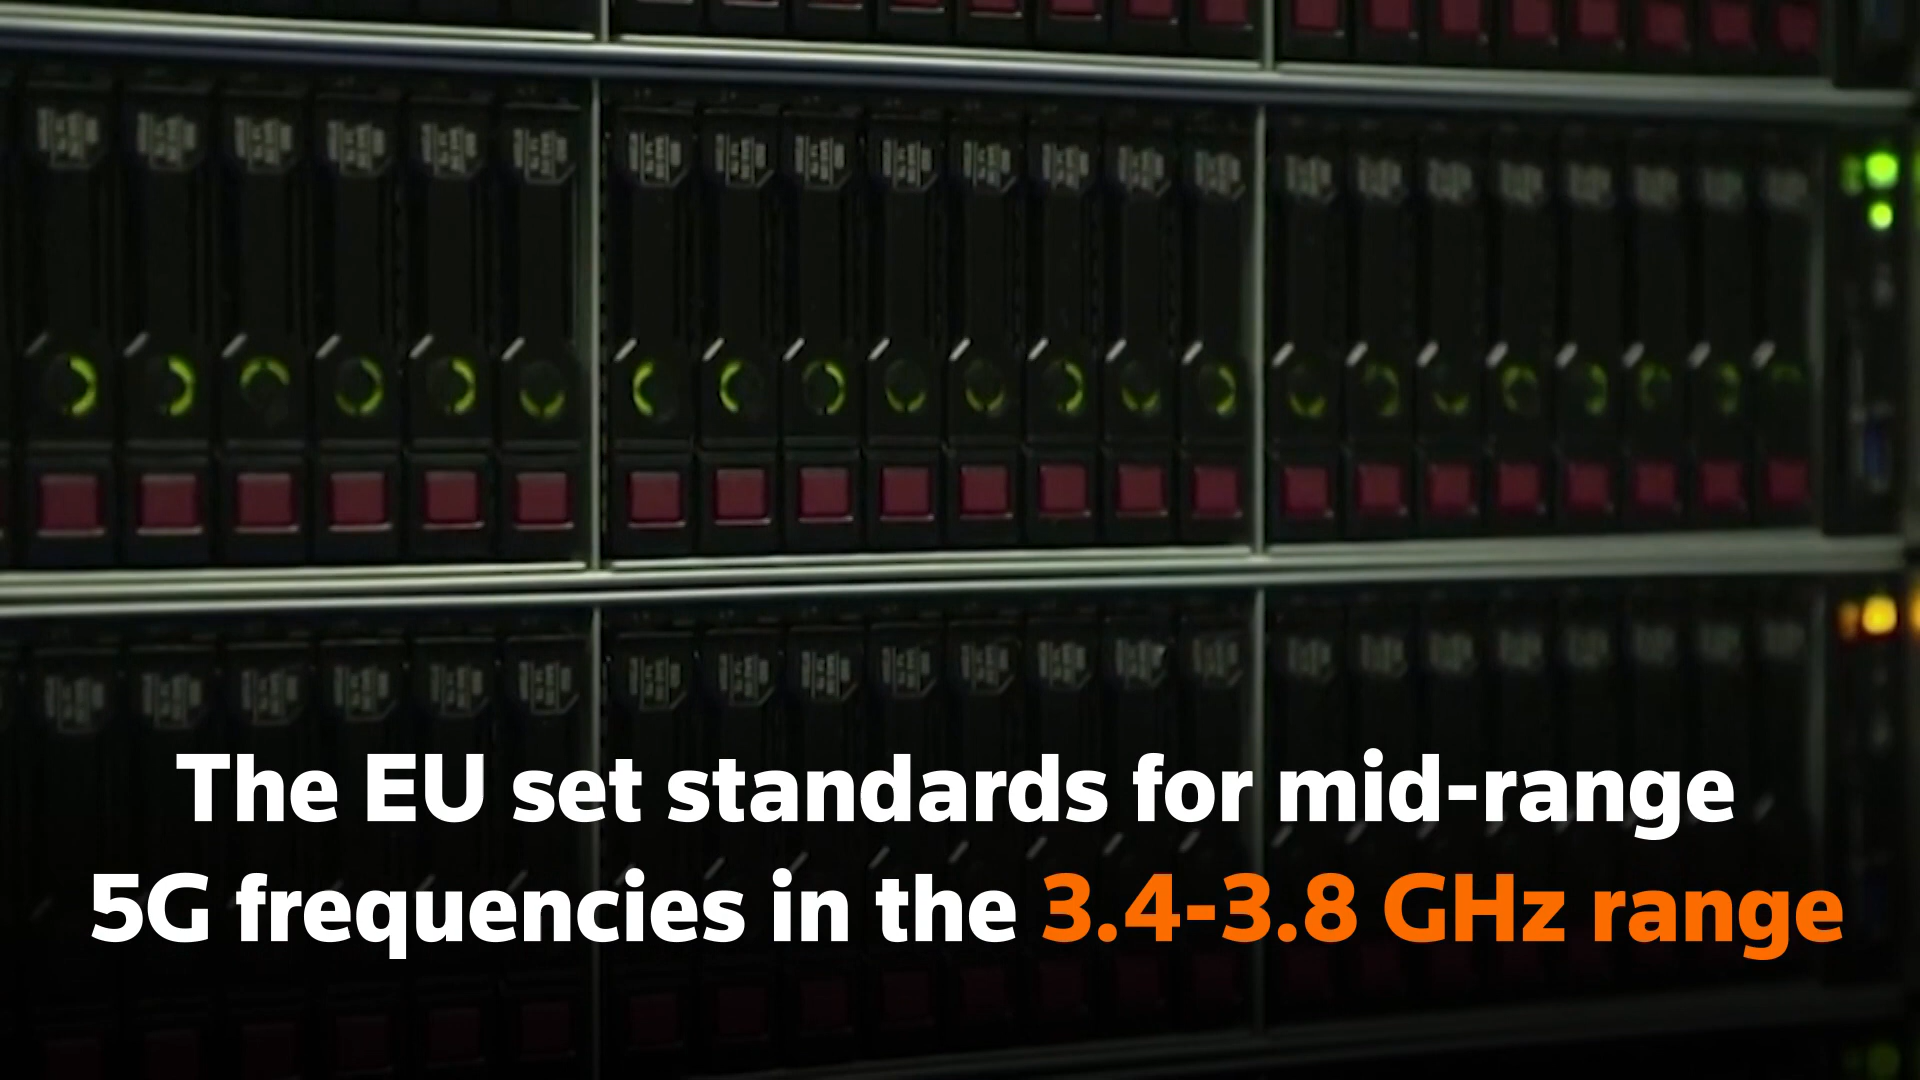 The EU set standards for mid-range
5G frequencies in the 3.4-3.8 GHz range